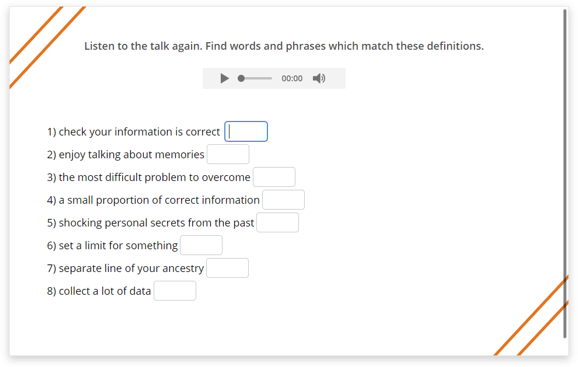 Listen to the talk again. Find words and phrases which match these definitions.
00:00
1) check your information is correct
2) enjoy talking about memories
3) the most difficult problem to overcome
4) a small proportion of correct information
5) shocking personal secrets from the past
6) set a limit for something
7) separate line of your ancestry
8) collect a lot of data